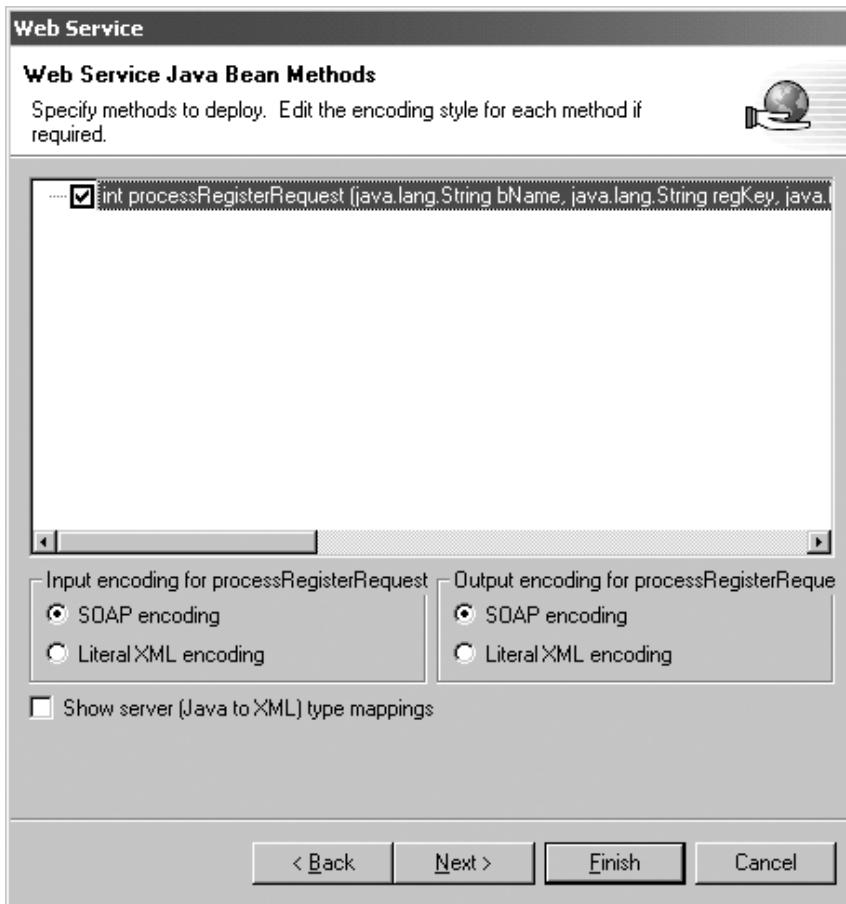 Web Service
Web Service Java Bean Methods
Specify methods to deploy. Edit the encoding style for each method if
required.
int processRegisterRequest (java.lang.String bName, java.lang.String regKey, java.l
Input encoding for processRegisterRequest
Output encoding for processRegisterReque
SOAP encoding
SOAP encoding
Literal XML encoding
Literal XML encoding
Show server (Java to XML) type mappings
< Back
Next >
Finish
Cancel